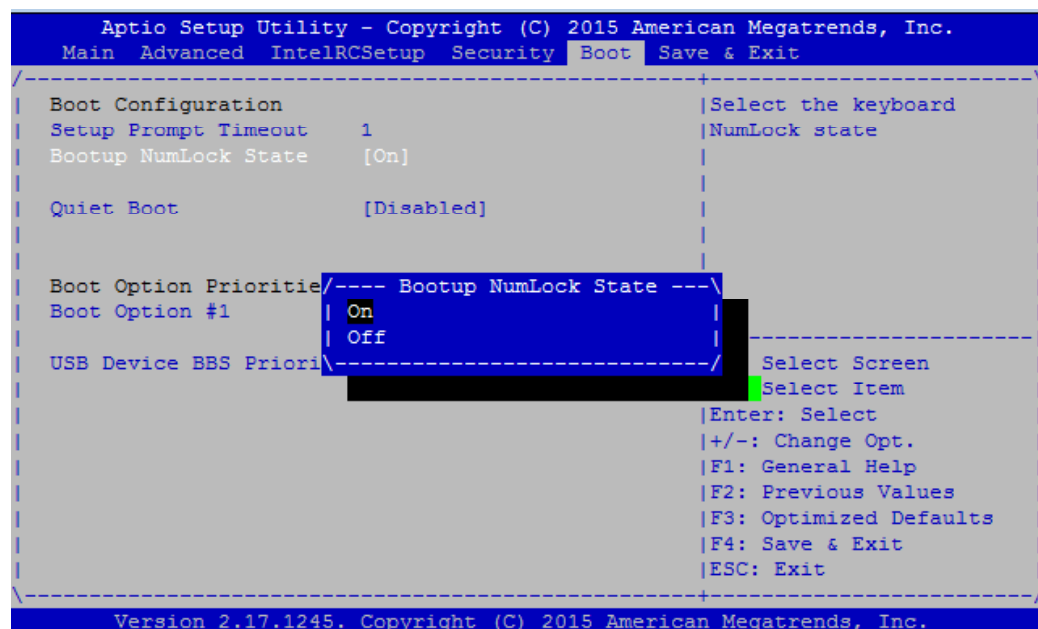 Aptio Setup Utility - Copyright (C) 2015 American Megatrends, Inc.
Main Advanced IntelRCSetup Security Boot Save & Exit
Boot Configuration
Setup Prompt Timeout 1
Bootup NumLock State [On]
Quiet Boot [Disabled]
Boot Option Prioritie
Boot Option #1
USB Device BBS Priori
/---- Bootup NumLock State ---\
| On |
| Off |
\-----------------------------/
|Select the keyboard
|NumLock state
Select Screen
Select Item
|Enter: Select
|+/-: Change Opt.
|F1: General Help
|F2: Previous Values
|F3: Optimized Defaults
|F4: Save & Exit
|ESC: Exit
Version 2.17.1245. Copyright (C) 2015 American Megatrends, Inc.